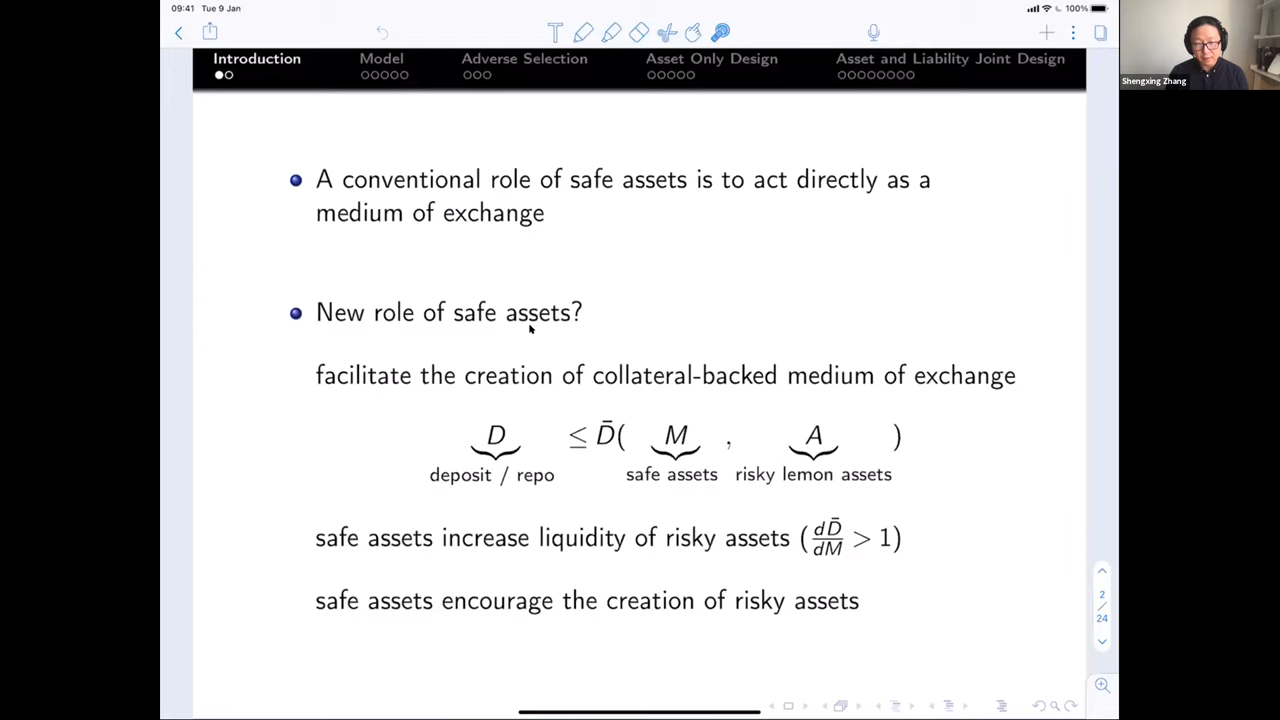 09:41 Tue 9 Jan
100%
Shengxing Zhang
Introduction Model Adverse Selection Asset Only Design Asset and Liability Joint Design
A conventional role of safe assets is to act directly as a
medium of exchange
New role of safe assets?
facilitate the creation of collateral-backed medium of exchange
D ≤ D̄( M , A )
deposit / repo safe assets risky lemon assets
safe assets increase liquidity of risky assets (dD̄/dM > 1)
safe assets encourage the creation of risky assets
2
/
24